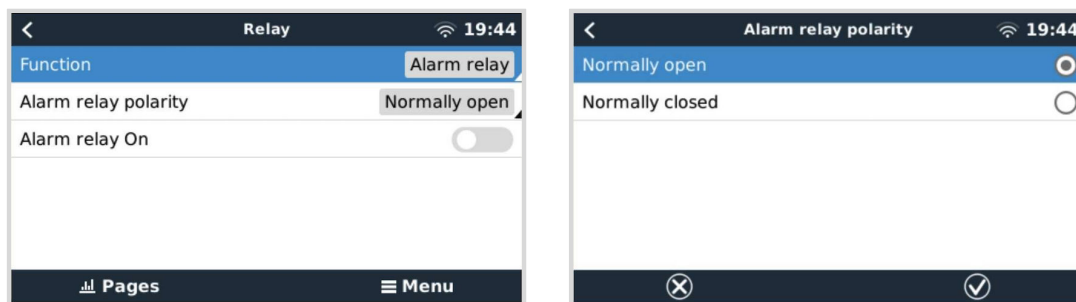 Relay 19:44
Function Alarm relay
Alarm relay polarity Normally open
Alarm relay On
Pages Menu
Alarm relay polarity 19:44
Normally open
Normally closed